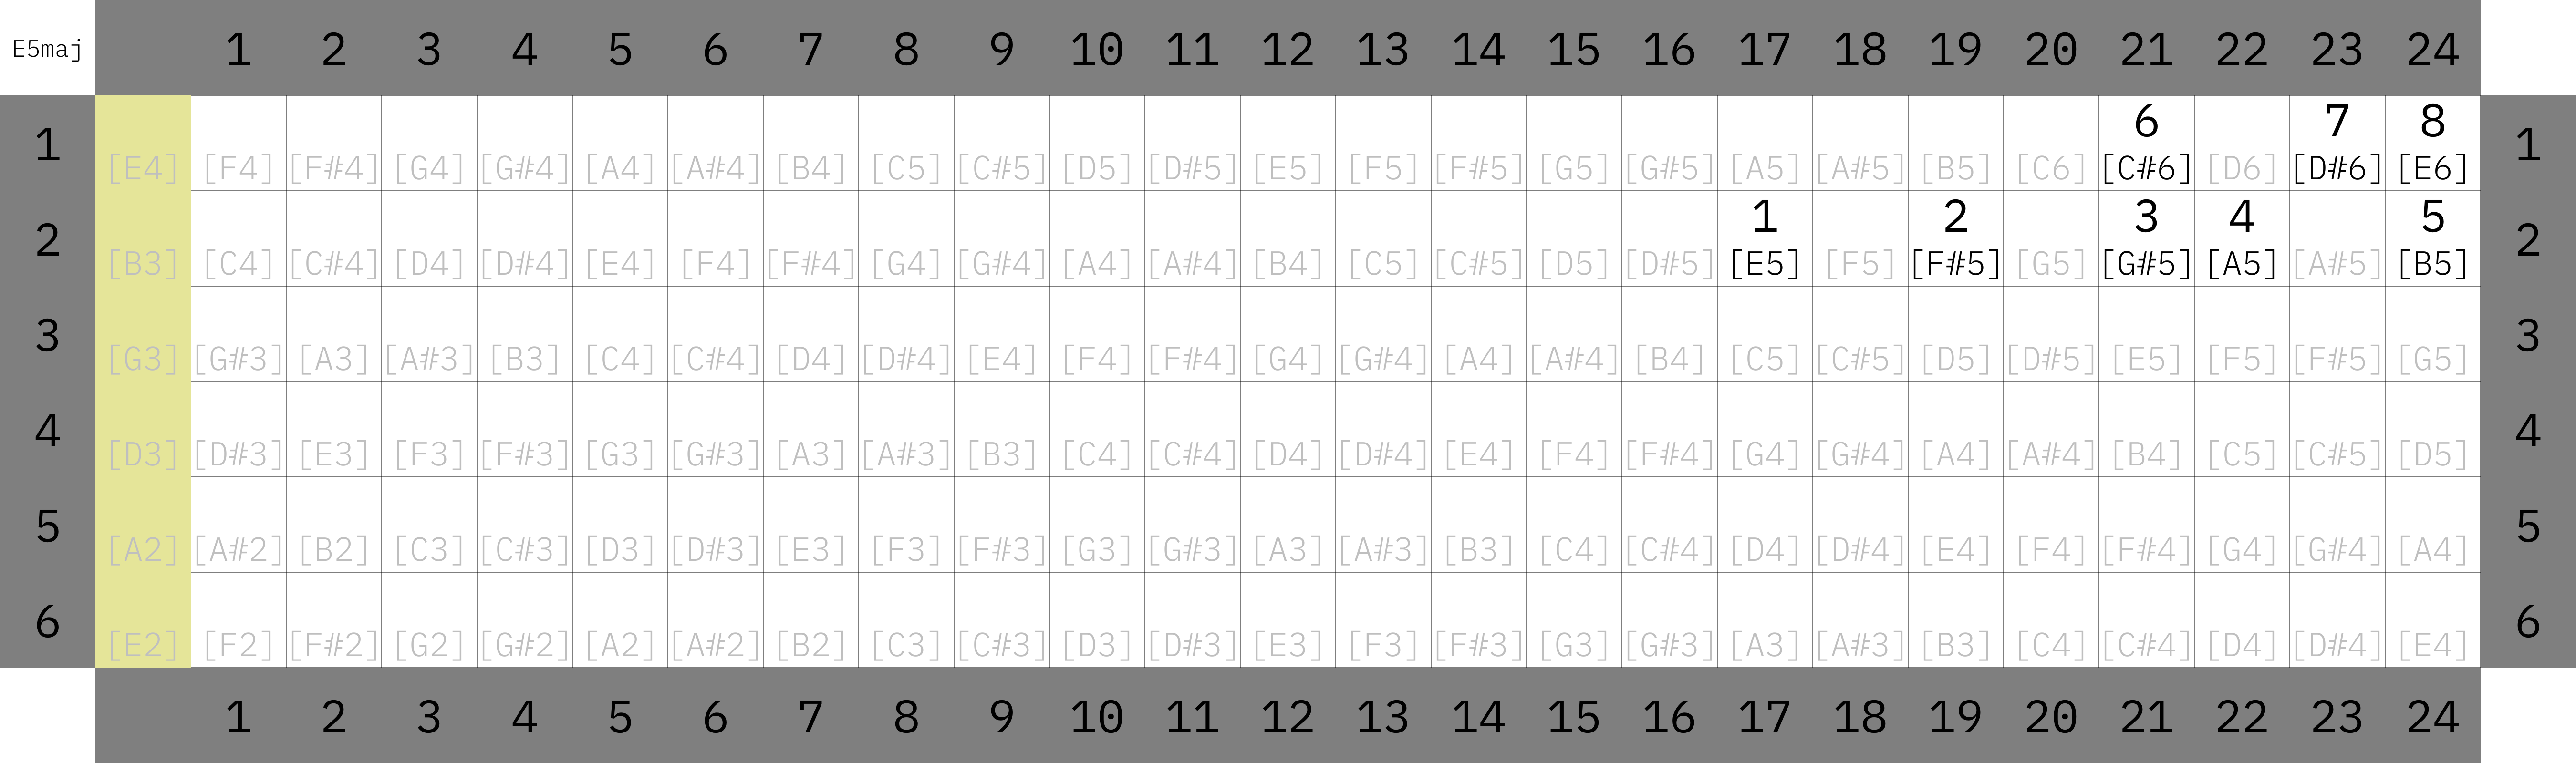 E5maj 1 2 3 4 5 6 7 8 9 10 11 12 13 14 15 16 17 18 19 20 21 22 23 24
6 7 8
1 [E4] [F4] [F#4] [G4] [G#4] [A4] [A#4] [B4] [C5] [C#5] [D5] [D#5] [E5] [F5] [F#5] [G5] [G#5] [A5] [A#5] [B5] [C6] [C#6] [D6] [D#6] [E6] 1
1 2 3 4 5
2 [B3] [C4] [C#4] [D4] [D#4] [E4] [F4] [F#4] [G4] [G#4] [A4] [A#4] [B4] [C5] [C#5] [D5] [D#5] [E5] [F5] [F#5] [G5] [G#5] [A5] [A#5] [B5] 2
3 [G3] [G#3] [A3] [A#3] [B3] [C4] [C#4] [D4] [D#4] [E4] [F4] [F#4] [G4] [G#4] [A4] [A#4] [B4] [C5] [C#5] [D5] [D#5] [E5] [F5] [F#5] [G5] 3
4 [D3] [D#3] [E3] [F3] [F#3] [G3] [G#3] [A3] [A#3] [B3] [C4] [C#4] [D4] [D#4] [E4] [F4] [F#4] [G4] [G#4] [A4] [A#4] [B4] [C5] [C#5] [D5] 4
5 [A2] [A#2] [B2] [C3] [C#3] [D3] [D#3] [E3] [F3] [F#3] [G3] [G#3] [A3] [A#3] [B3] [C4] [C#4] [D4] [D#4] [E4] [F4] [F#4] [G4] [G#4] [A4] 5
6 [E2] [F2] [F#2] [G2] [G#2] [A2] [A#2] [B2] [C3] [C#3] [D3] [D#3] [E3] [F3] [F#3] [G3] [G#3] [A3] [A#3] [B3] [C4] [C#4] [D4] [D#4] [E4] 6
1 2 3 4 5 6 7 8 9 10 11 12 13 14 15 16 17 18 19 20 21 22 23 24